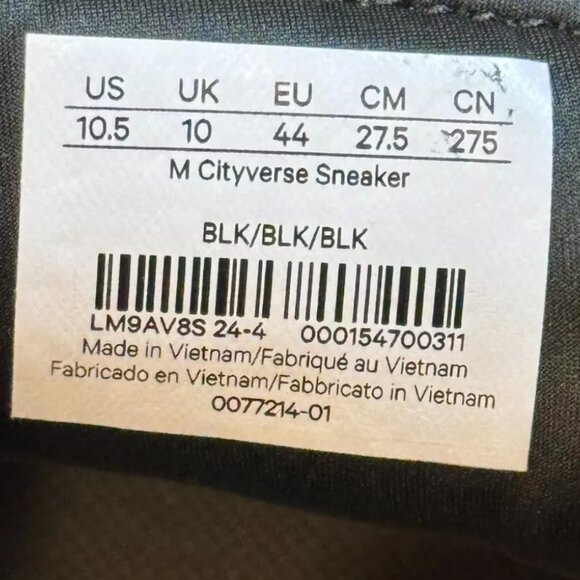 US UK EU CM CN
10.5 10 44 27.5 275
M Cityverse Sneaker
BLK/BLK/BLK
LM9AV8S 24-4 000154700311
Made in Vietnam/Fabriqué au Vietnam
Fabricado en Vietnam/Fabbricato in Vietnam
0077214-01